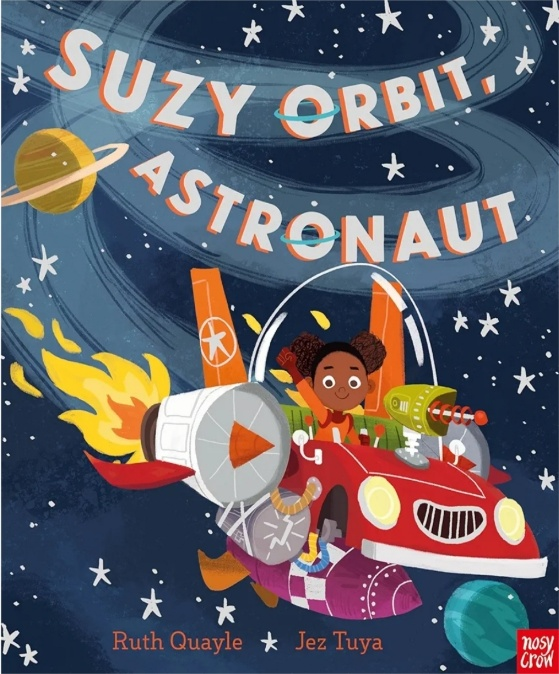 SUZY ORBIT,
ASTRONAUT
Ruth Quayle ★ Jez Tuya
nosy
crow